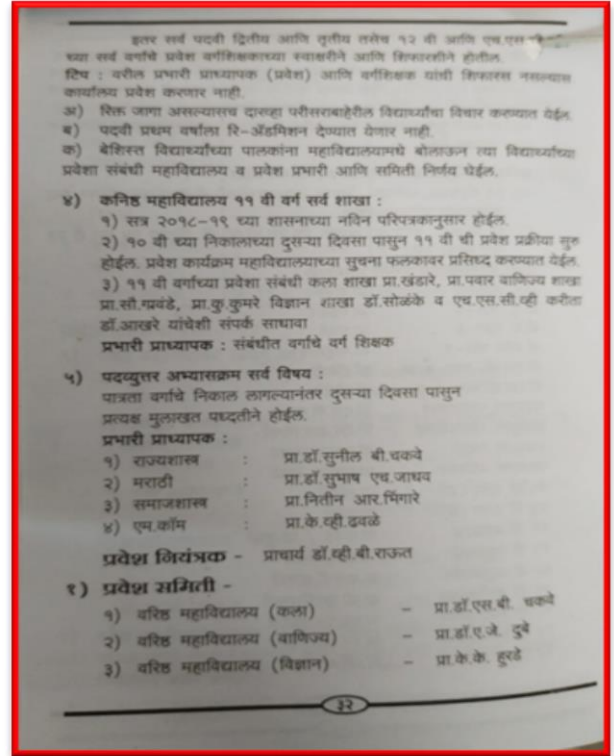 इतर सर्व पदवी द्वितीय आणि तृतीय तसेच १२ वी आणि एच.एस.
च्या सर्व वर्गाचे प्रवेश वर्गशिक्षकाच्या स्वाक्षरीने आणि शिफारशीने होतील.
टिप : वरील प्रभारी प्राध्यापक (प्रवेश) आणि वर्गशिक्षक यांची शिफारस नसल्यास
कार्यालय प्रवेश करणार नाही.
अ) रिक्त जागा असल्यासच दारव्हा परीसराबाहेरील विद्यार्थ्यांचा विचार करण्यात येईल.
ब) पदवी प्रथम वर्षाला रि-ॲडमिशन देण्यात येणार नाही.
क) बेशिस्त विद्यार्थ्यांच्या पालकांना महाविद्यालयामधे बोलाऊन त्या विद्यार्थ्यांच्या
प्रवेशा संबंधी महाविद्यालय व प्रवेश प्रभारी आणि समिती निर्णय घेईल.
४) कनिष्ठ महाविद्यालय ११ वी वर्ग सर्व शाखा :
१) सत्र २०१८-१९ च्या शासनाच्या नविन परिपत्रकानुसार होईल.
२) १० वी च्या निकालाच्या दुसऱ्या दिवसा पासुन ११ वी ची प्रवेश प्रक्रीया सुरु
होईल. प्रवेश कार्यक्रम महाविद्यालयाच्या सुचना फलकावर प्रसिध्द करण्यात येईल.
३) ११ वी वर्गाच्या प्रवेशा संबंधी कला शाखा प्रा.खंडारे, प्रा.पवार वाणिज्य शाखा
प्रा.सौ.गावंडे, प्रा.कु.कुमरे विज्ञान शाखा डॉ.सोळंके व एच.एस.सी.व्ही करीता
डॉ.आखरे यांचेशी संपर्क साधावा
प्रभारी प्राध्यापक : संबंधीत वर्गाचे वर्ग शिक्षक
५) पदव्युत्तर अभ्यासक्रम सर्व विषय :
पात्रता वर्गाचे निकाल लागल्यानंतर दुसऱ्या दिवसा पासुन
प्रत्यक्ष मुलाखत पध्दतीने होईल.
प्रभारी प्राध्यापक :
१) राज्यशास्त्र : प्रा.डॉ.सुनील बी.चकवे
२) मराठी : प्रा.डॉ.सुभाष एच.जाधव
३) समाजशास्त्र : प्रा.नितीन आर.भिंगारे
४) एम.कॉम : प्रा.के.व्ही.ढवळे
प्रवेश नियंत्रक - प्राचार्य डॉ.व्ही.बी.राऊत
१) प्रवेश समिती -
१) वरिष्ठ महाविद्यालय (कला) - प्रा.डॉ.एस.बी. चकवे
२) वरिष्ठ महाविद्यालय (वाणिज्य) - प्रा.डॉ.ए.जे. दुबे
३) वरिष्ठ महाविद्यालय (विज्ञान) - प्रा.के.के. हुरडे
३२